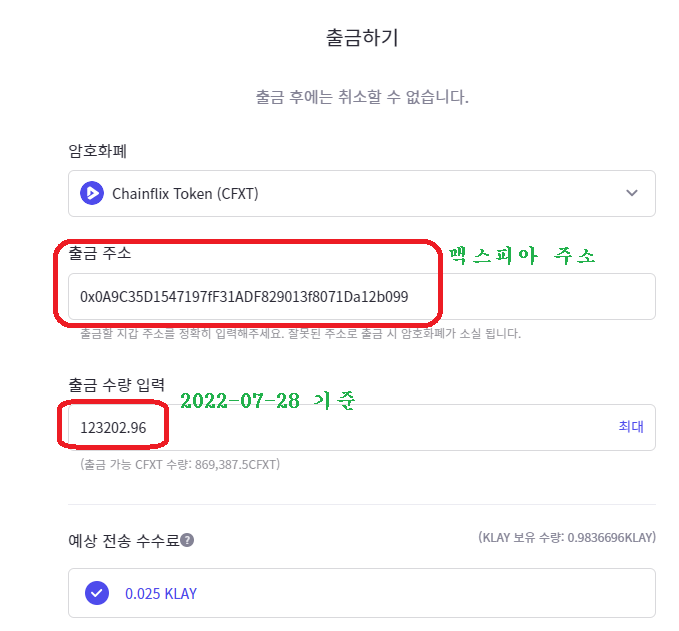 출금하기
출금 후에는 취소할 수 없습니다.
암호화폐
Chainflix Token (CFXT)
출금 주소
맥스피아 주소
0x0A9C35D1547197fF31ADF829013f8071Da12b099
출금할 지갑 주소를 정확히 입력해주세요. 잘못된 주소로 출금 시 암호화폐가 소실 됩니다.
출금 수량 입력
2022-07-28 기준
123202.96 최대
(출금 가능 CFXT 수량: 869,387.5CFXT)
예상 전송 수수료? (KLAY 보유 수량: 0.9836696KLAY)
0.025 KLAY